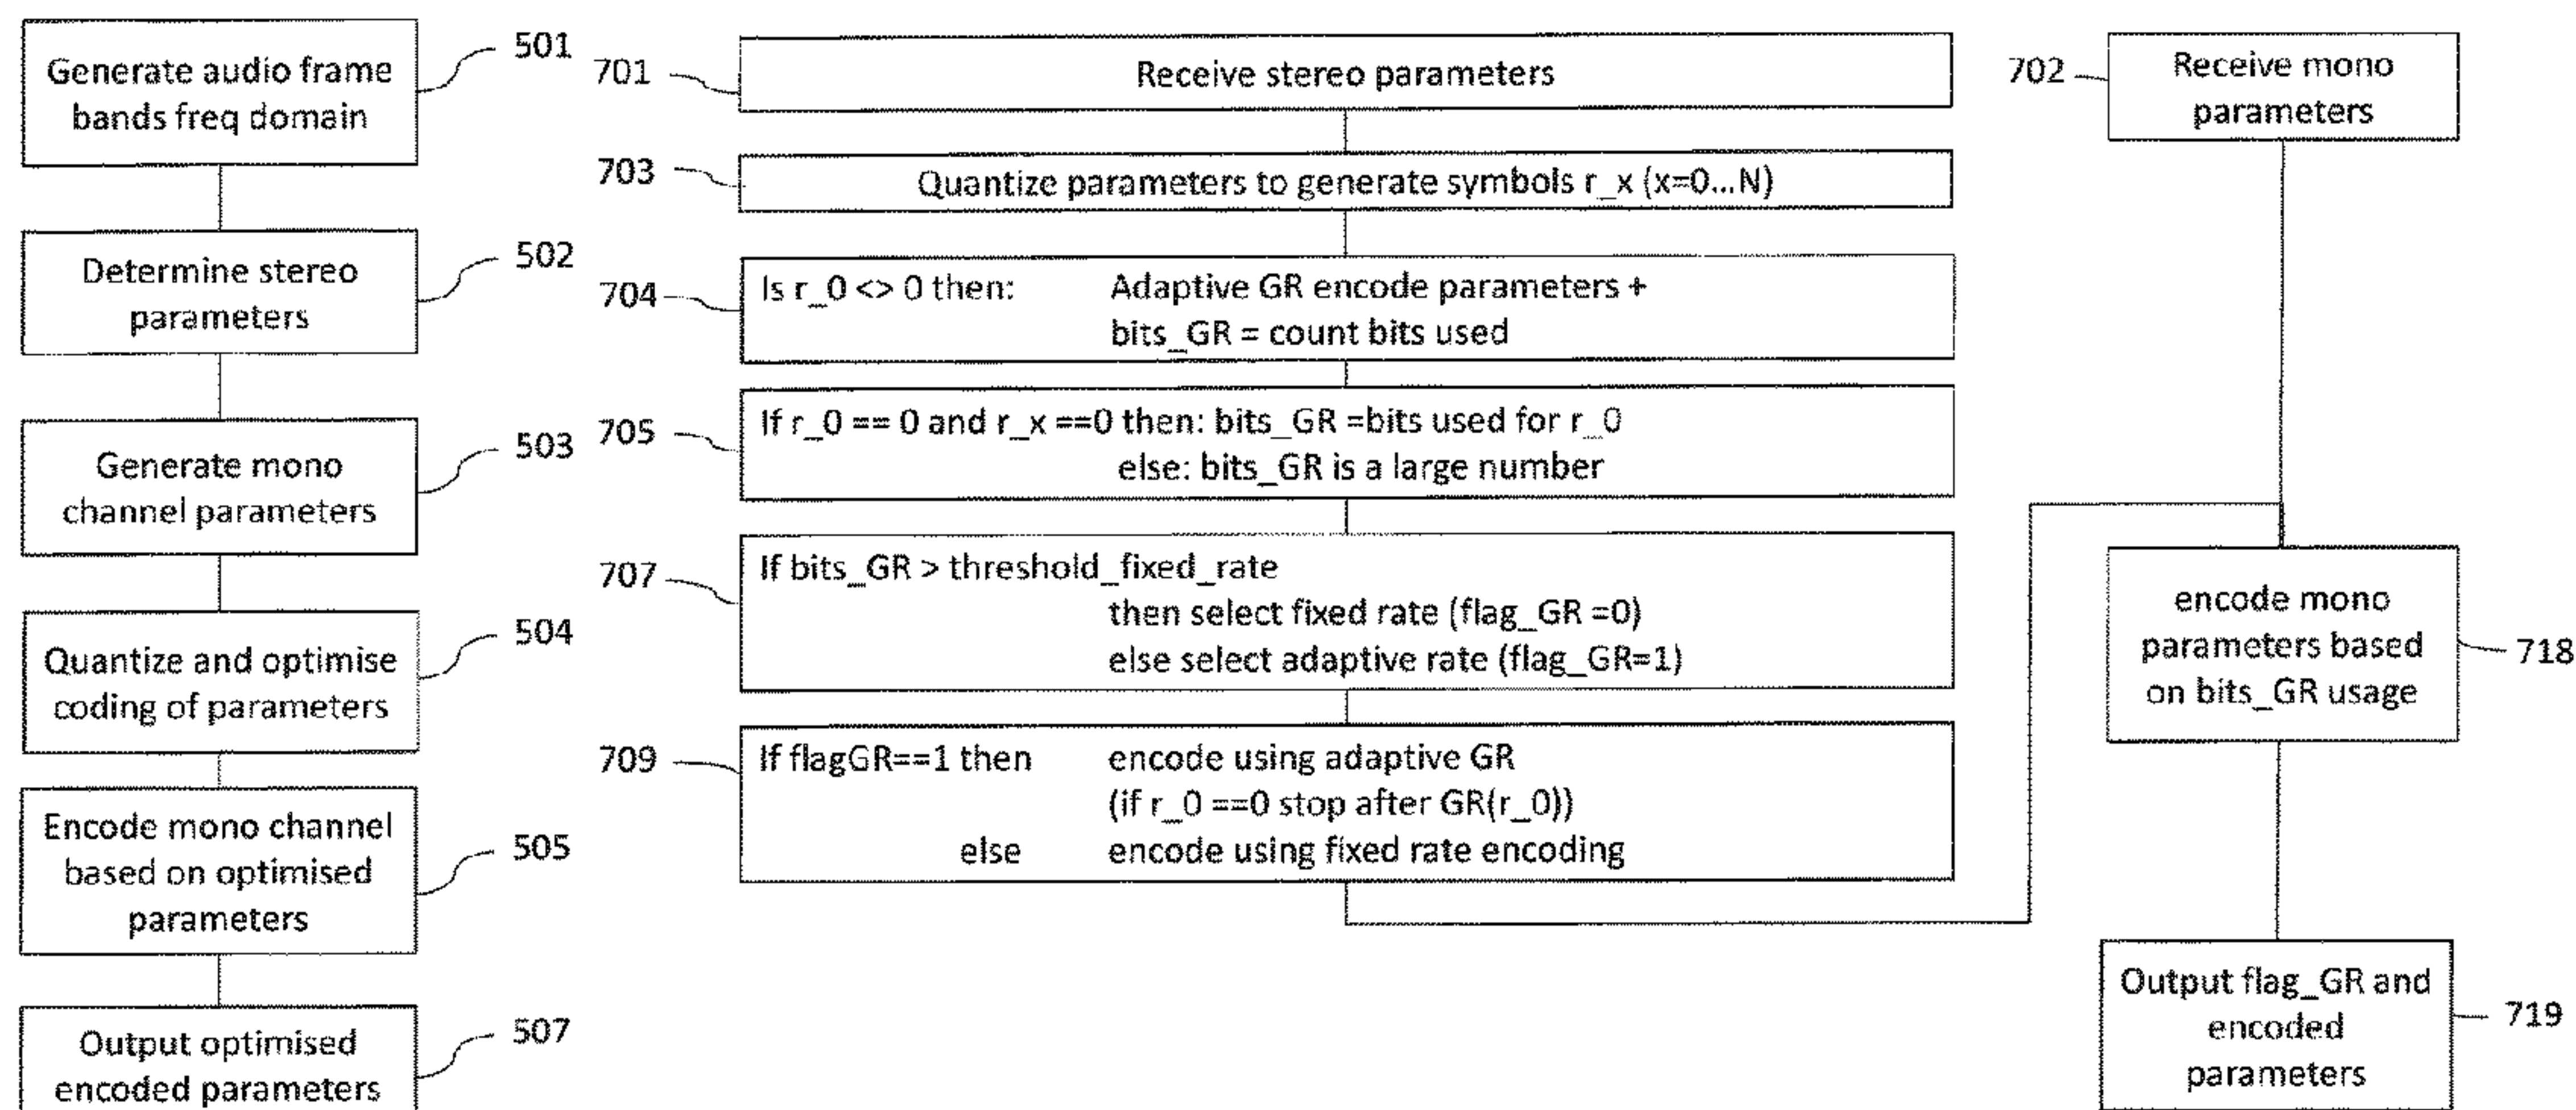 Generate audio frame
bands freq domain
501
Determine stereo
parameters
502
Generate mono
channel parameters
503
Quantize and optimise
coding of parameters
504
Encode mono channel
based on optimised
parameters
505
Output optimised
encoded parameters
507
701
Receive stereo parameters
703
Quantize parameters to generate symbols r_x (x=0...N)
704
Is r_0 <> 0 then: Adaptive GR encode parameters +
bits_GR = count bits used
705
If r_0 == 0 and r_x ==0 then: bits_GR =bits used for r_0
else: bits_GR is a large number
707
If bits_GR > threshold_fixed_rate
then select fixed rate (flag_GR =0)
else select adaptive rate (flag_GR=1)
709
If flagGR==1 then encode using adaptive GR
(if r_0 ==0 stop after GR(r_0))
else encode using fixed rate encoding
702
Receive mono
parameters
encode mono
parameters based
on bits_GR usage
718
Output flag_GR and
encoded
parameters
719